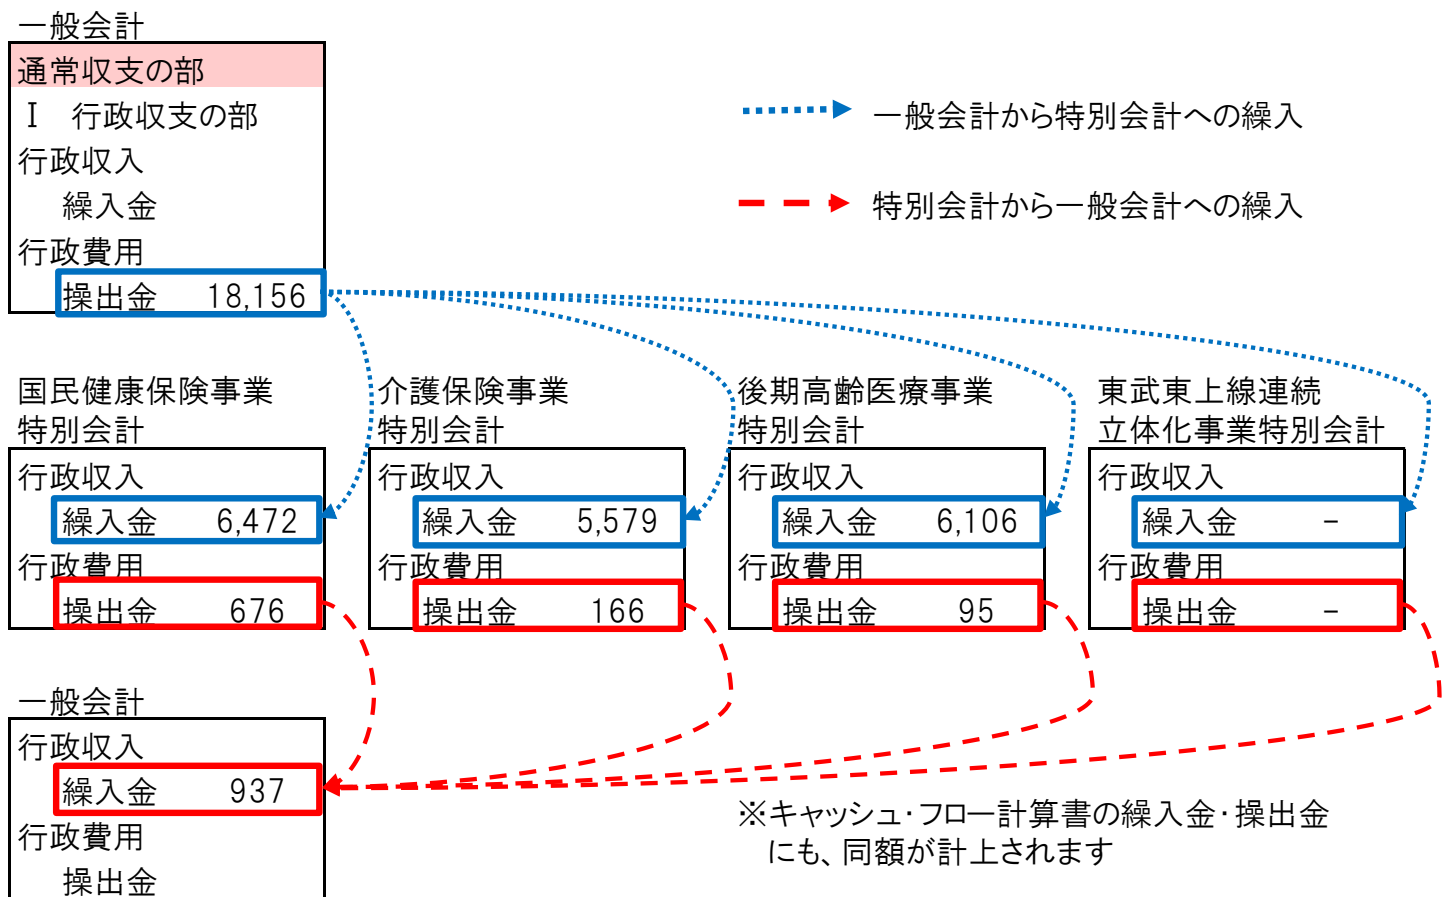 一般会計
通常収支の部
Ⅰ 行政収支の部
行政収入
繰入金
行政費用
操出金 18,156
一般会計から特別会計への繰入
特別会計から一般会計への繰入
国民健康保険事業
特別会計
行政収入
繰入金 6,472
行政費用
操出金 676
介護保険事業
特別会計
行政収入
繰入金 5,579
行政費用
操出金 166
後期高齢医療事業
特別会計
行政収入
繰入金 6,106
行政費用
操出金 95
東武東上線連続
立体化事業特別会計
行政収入
繰入金 －
行政費用
操出金 －
一般会計
行政収入
繰入金 937
行政費用
操出金
※キャッシュ・フロー計算書の繰入金・操出金
にも、同額が計上されます